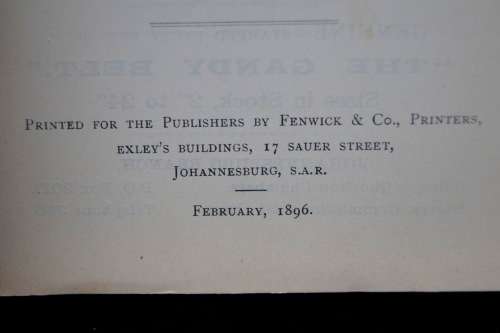 PRINTED FOR THE PUBLISHERS BY FENWICK & CO., PRINTERS,
EXLEY'S BUILDINGS, 17 SAUER STREET,
JOHANNESBURG, S.A.R.
FEBRUARY, 1896.